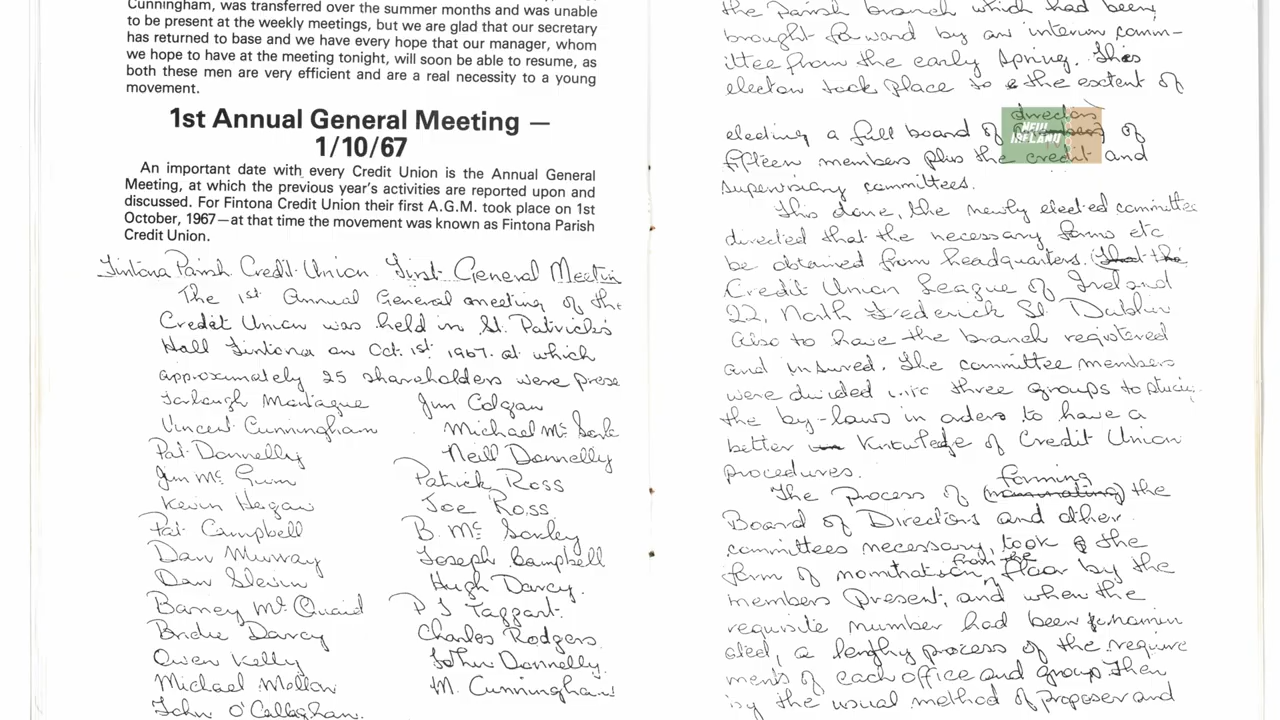 Cunningham, was transferred over the summer months and was unable
to be present at the weekly meetings, but we are glad that our secretary
has returned to base and we have every hope that our manager, whom
we hope to have at the meeting tonight, will soon be able to resume, as
both these men are very efficient and are a real necessity to a young
movement.
1st Annual General Meeting —
1/10/67
An important date with every Credit Union is the Annual General
Meeting, at which the previous year's activities are reported upon and
discussed. For Fintona Credit Union their first A.G.M. took place on 1st
October, 1967—at that time the movement was known as Fintona Parish
Credit Union.
Fintona Parish Credit Union First General Meetin
The 1st Annual General meeting of the
Credit Union was held in St. Patrick's
Hall Fintona on Oct. 1st 1967. at which
approximately 25 shareholders were prese
Tarlaugh Montague Jim Colgan
Vincent Cunningham Michael Mc Sorle
Pat Donnelly Neill Donnelly
Jim Mc Guinn Patrick Ross
Kevin Hegan Joe Ross
Pat Campbell B. Mc Sorley
Dan Murray Joseph Campbell
Dan Slevin Hugh Darcy.
Barney Mc Quaid P J Taggart.
Bridie Darcy Charles Rodgers
Owen Kelly John Donnelly.
Michael Mellon M. Cunningham
John O'Callaghan.
the Parish branch which had been
brought forward by an interim comm-
ittee from the early Spring. This
election took place to the extent of
directors
electing a full board of of
fifteen members plus the credit and
supervisory committees.
This done, the newly elected committee
directed that the necessary forms etc
be obtained from headquarters. That the
Credit Union League of Ireland
22, North Frederick St. Dublin
Also to have the branch registered
and insured. The committee members
were divided into three groups to study
the by-laws in orders to have a
better Knowledge of Credit Union
procedures.
forming
The process of (nominating) the
Board of Directors and other
committees necessary, took the
from the
form of nomination, floor by the
members Present, and when the
requisite number had been
ated, a lengthy process of the require
ments of each office and group then
by the usual method of proposer and
NEW
IRELAND